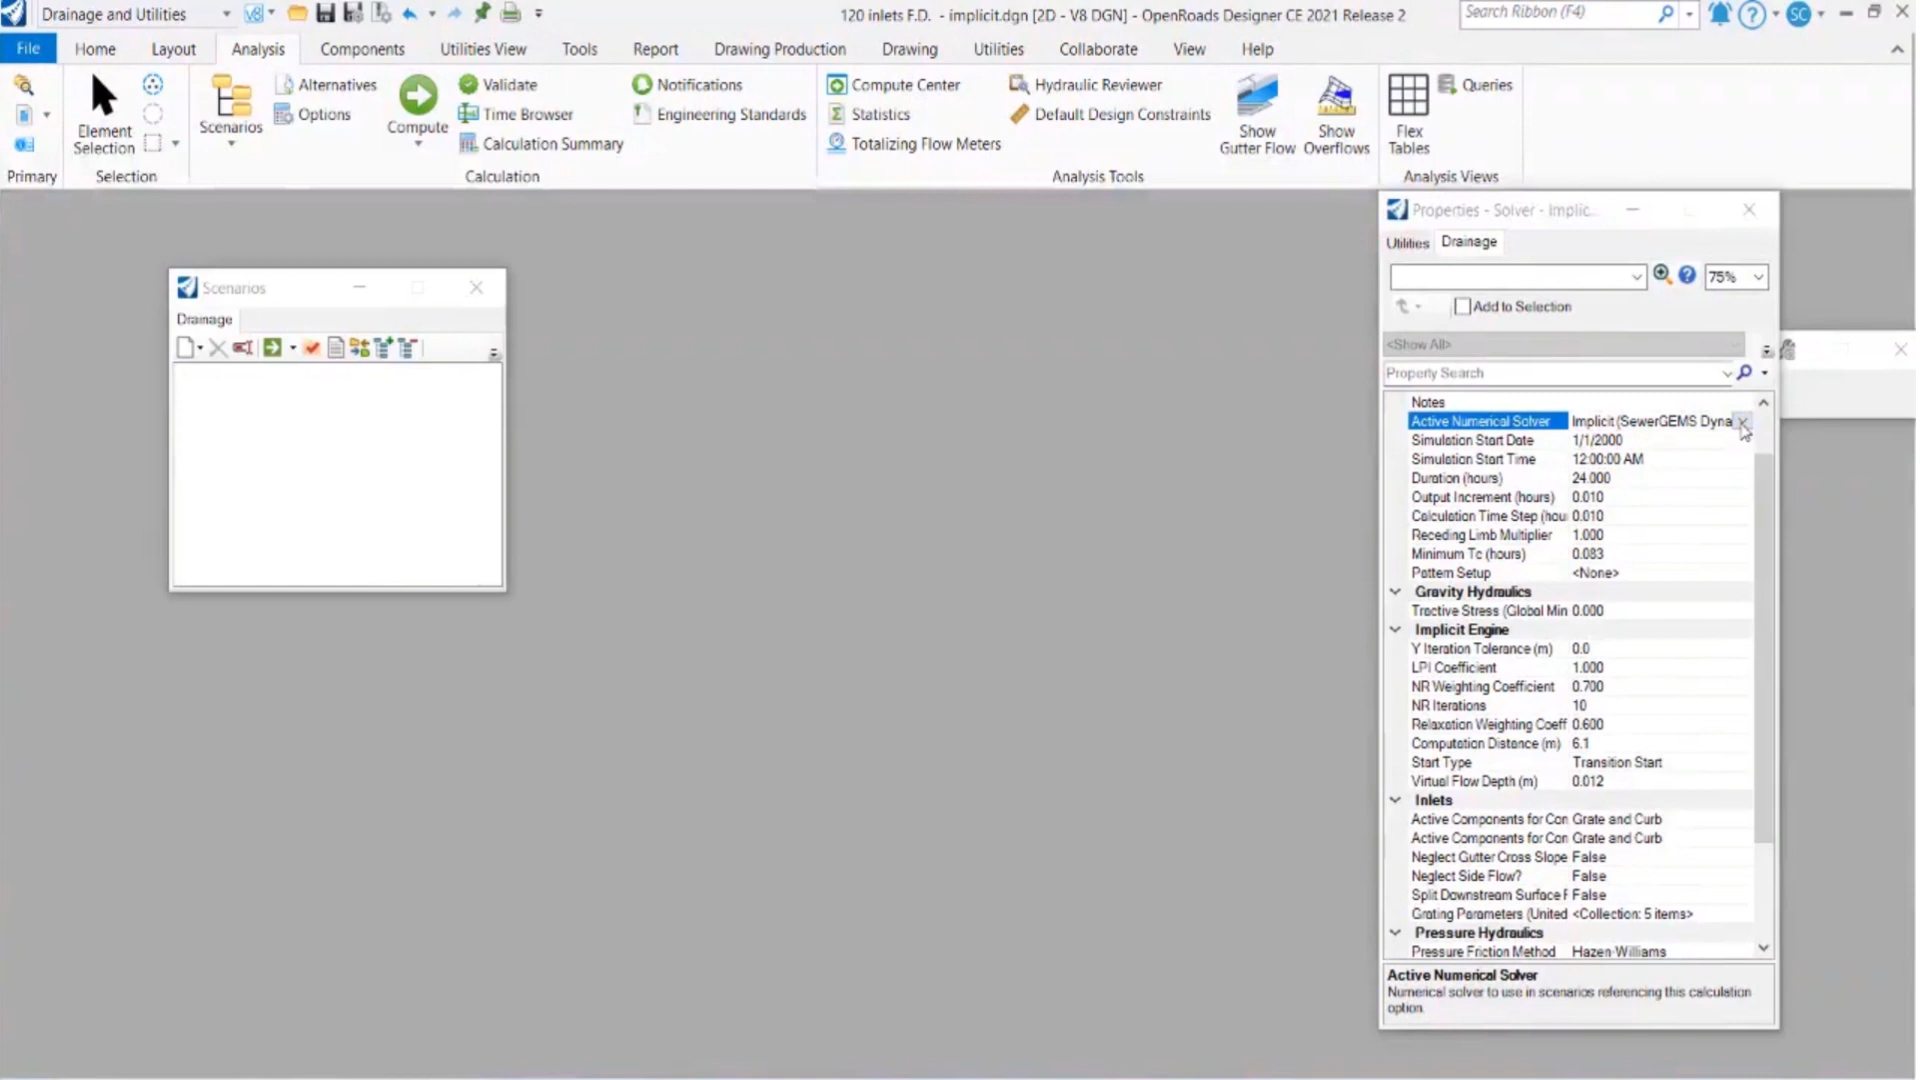 Drainage and Utilities
V8
120 inlets F.D. - implicit.dgn [2D - V8 DGN] - OpenRoads Designer CE 2021 Release 2
Search Ribbon (F4)
SC
File
Home
Layout
Analysis
Components
Utilities View
Tools
Report
Drawing Production
Drawing
Utilities
Collaborate
View
Help
Primary
Element
Selection
Selection
Scenarios
Alternatives
Options
Compute
Validate
Time Browser
Calculation Summary
Notifications
Engineering Standards
Calculation
Compute Center
Statistics
Totalizing Flow Meters
Hydraulic Reviewer
Default Design Constraints
Show
Gutter Flow
Show
Overflows
Analysis Tools
Flex
Tables
Queries
Analysis Views
Scenarios
Drainage
Properties - Solver - Implic...
Utilities
Drainage
75%
Add to Selection
<Show All>
Property Search
Notes
Active Numerical Solver Implicit (SewerGEMS Dyna
Simulation Start Date 1/1/2000
Simulation Start Time 12:00:00 AM
Duration (hours) 24.000
Output Increment (hours) 0.010
Calculation Time Step (hou 0.010
Receding Limb Multiplier 1.000
Minimum Tc (hours) 0.083
Pattern Setup <None>
Gravity Hydraulics
Tractive Stress (Global Min 0.000
Implicit Engine
Y Iteration Tolerance (m) 0.0
LPI Coefficient 1.000
NR Weighting Coefficient 0.700
NR Iterations 10
Relaxation Weighting Coeff 0.600
Computation Distance (m) 6.1
Start Type Transition Start
Virtual Flow Depth (m) 0.012
Inlets
Active Components for Con Grate and Curb
Active Components for Con Grate and Curb
Neglect Gutter Cross Slope False
Neglect Side Flow? False
Split Downstream Surface F False
Grating Parameters (United <Collection: 5 items>
Pressure Hydraulics
Pressure Friction Method Hazen-Williams
Active Numerical Solver
Numerical solver to use in scenarios referencing this calculation
option.